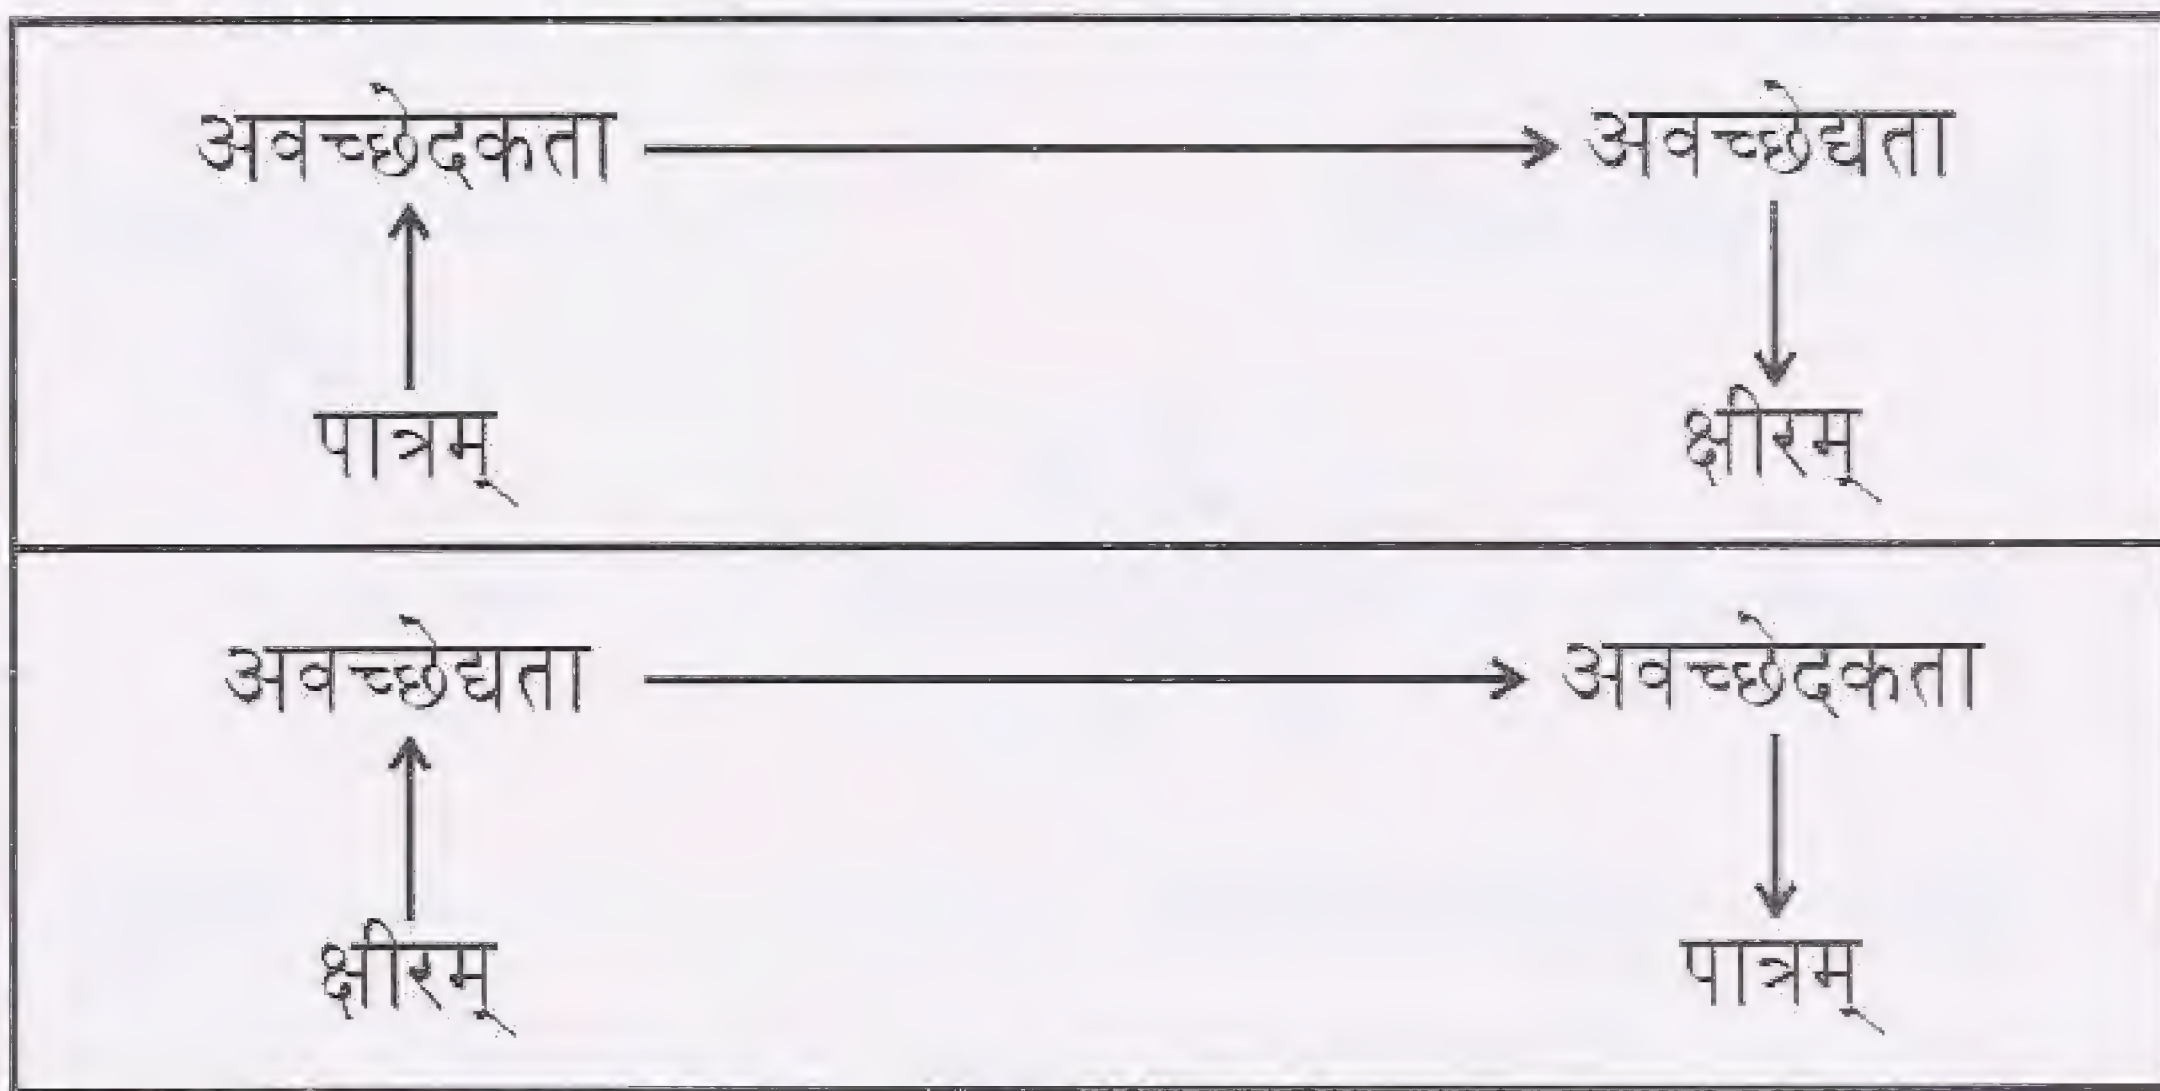 अवच्छेदकता अवच्छेद्यता
पात्रम् क्षीरम्
अवच्छेद्यता अवच्छेदकता
क्षीरम् पात्रम्